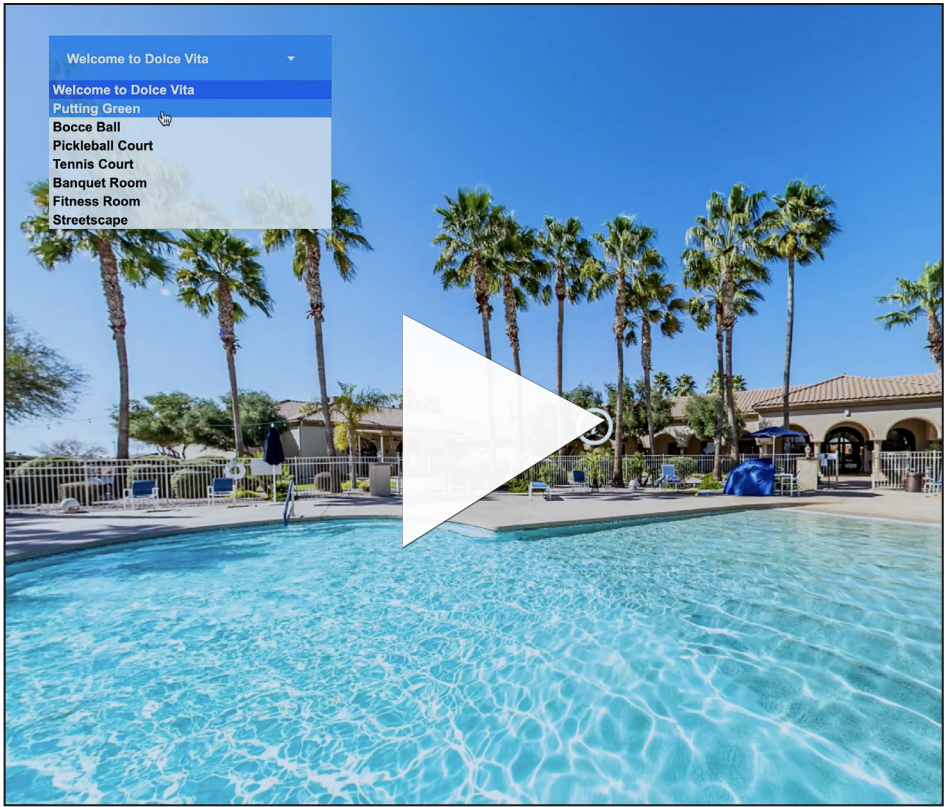 Welcome to Dolce Vita
Welcome to Dolce Vita
Putting Green
Bocce Ball
Pickleball Court
Tennis Court
Banquet Room
Fitness Room
Streetscape